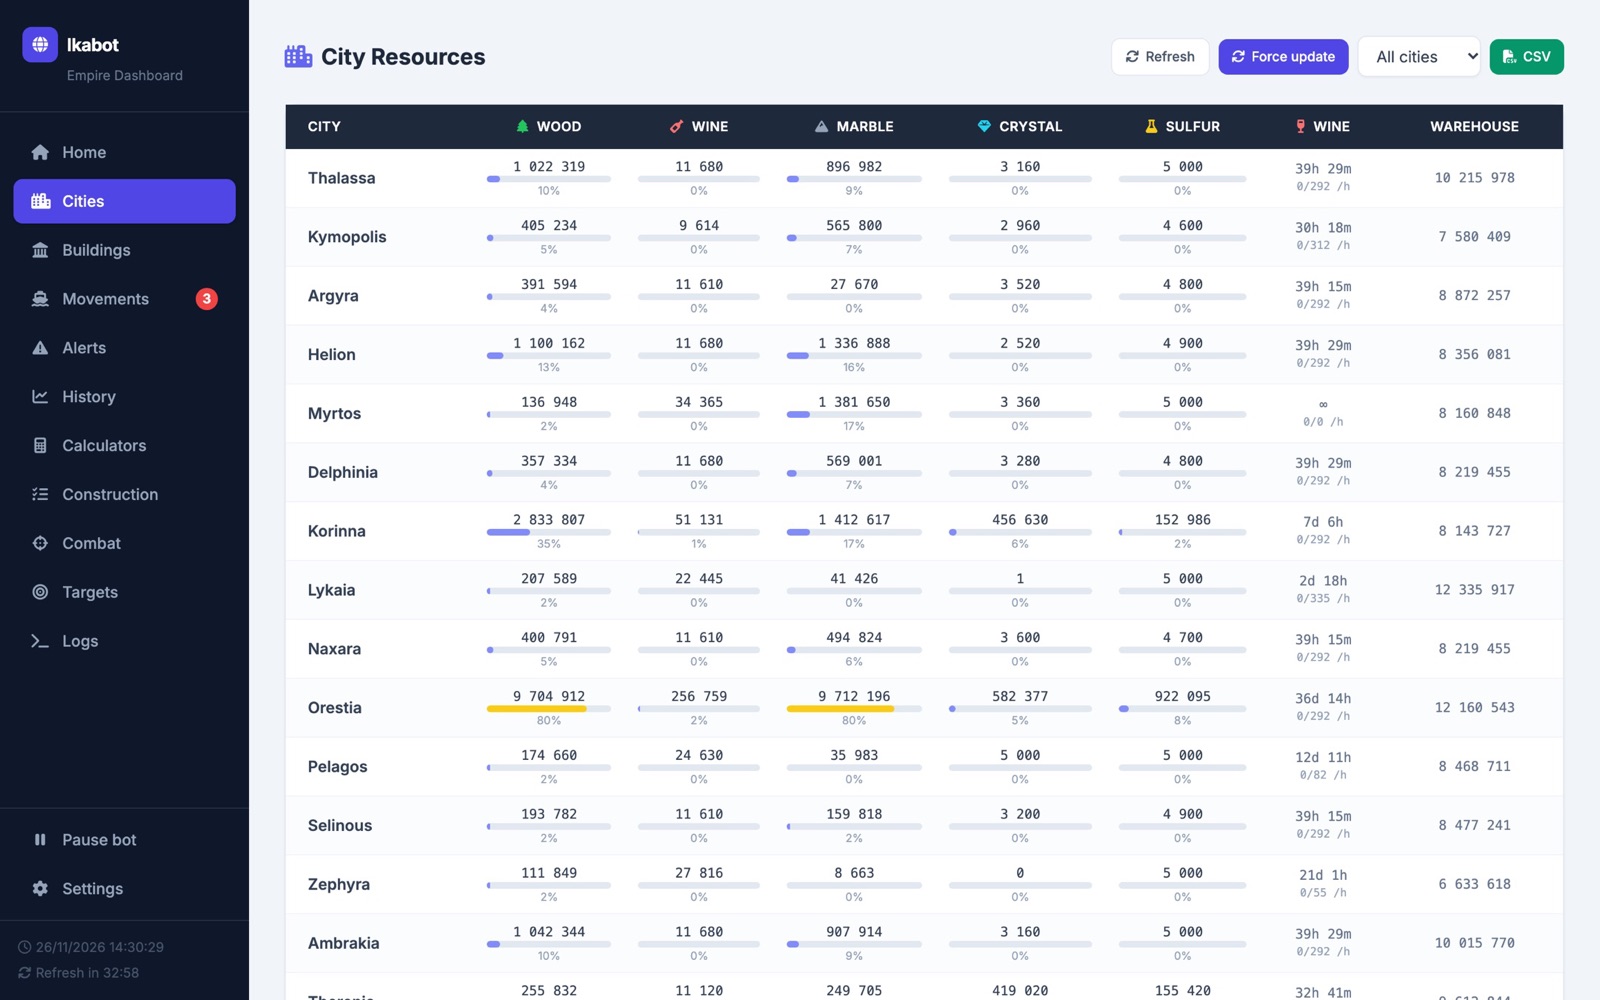 Ikabot
Empire Dashboard
Home
Cities
Buildings
Movements 3
Alerts
History
Calculators
Construction
Combat
Targets
Logs
Pause bot
Settings
26/11/2026 14:30:29
Refresh in 32:58
City Resources
Refresh
Force update
All cities
CSV
CITY WOOD WINE MARBLE CRYSTAL SULFUR WINE WAREHOUSE
Thalassa 1 022 319 11 680 896 982 3 160 5 000 39h 29m 10 215 978
10% 0% 9% 0% 0% 0/292 /h
Kymopolis 405 234 9 614 565 800 2 960 4 600 30h 18m 7 580 409
5% 0% 7% 0% 0% 0/312 /h
Argyra 391 594 11 610 27 670 3 520 4 800 39h 15m 8 872 257
4% 0% 0% 0% 0% 0/292 /h
Helion 1 100 162 11 680 1 336 888 2 520 4 900 39h 29m 8 356 081
13% 0% 16% 0% 0% 0/292 /h
Myrtos 136 948 34 365 1 381 650 3 360 5 000 ∞ 8 160 848
2% 0% 17% 0% 0% 0/0 /h
Delphinia 357 334 11 680 569 001 3 280 4 800 39h 29m 8 219 455
4% 0% 7% 0% 0% 0/292 /h
Korinna 2 833 807 51 131 1 412 617 456 630 152 986 7d 6h 8 143 727
35% 1% 17% 6% 2% 0/292 /h
Lykaia 207 589 22 445 41 426 1 5 000 2d 18h 12 335 917
2% 0% 0% 0% 0% 0/335 /h
Naxara 400 791 11 610 494 824 3 600 4 700 39h 15m 8 219 455
5% 0% 6% 0% 0% 0/292 /h
Orestia 9 704 912 256 759 9 712 196 582 377 922 095 36d 14h 12 160 543
80% 2% 80% 5% 8% 0/292 /h
Pelagos 174 660 24 630 35 983 5 000 5 000 12d 11h 8 468 711
2% 0% 0% 0% 0% 0/82 /h
Selinous 193 782 11 610 159 818 3 200 4 900 39h 15m 8 477 241
2% 0% 2% 0% 0% 0/292 /h
Zephyra 111 849 27 816 8 663 0 5 000 21d 1h 6 633 618
2% 0% 0% 0% 0% 0/55 /h
Ambrakia 1 042 344 11 680 907 914 3 160 5 000 39h 29m 10 015 770
10% 0% 9% 0% 0% 0/292 /h
255 832 11 120 249 705 419 020 155 420 32h 41m